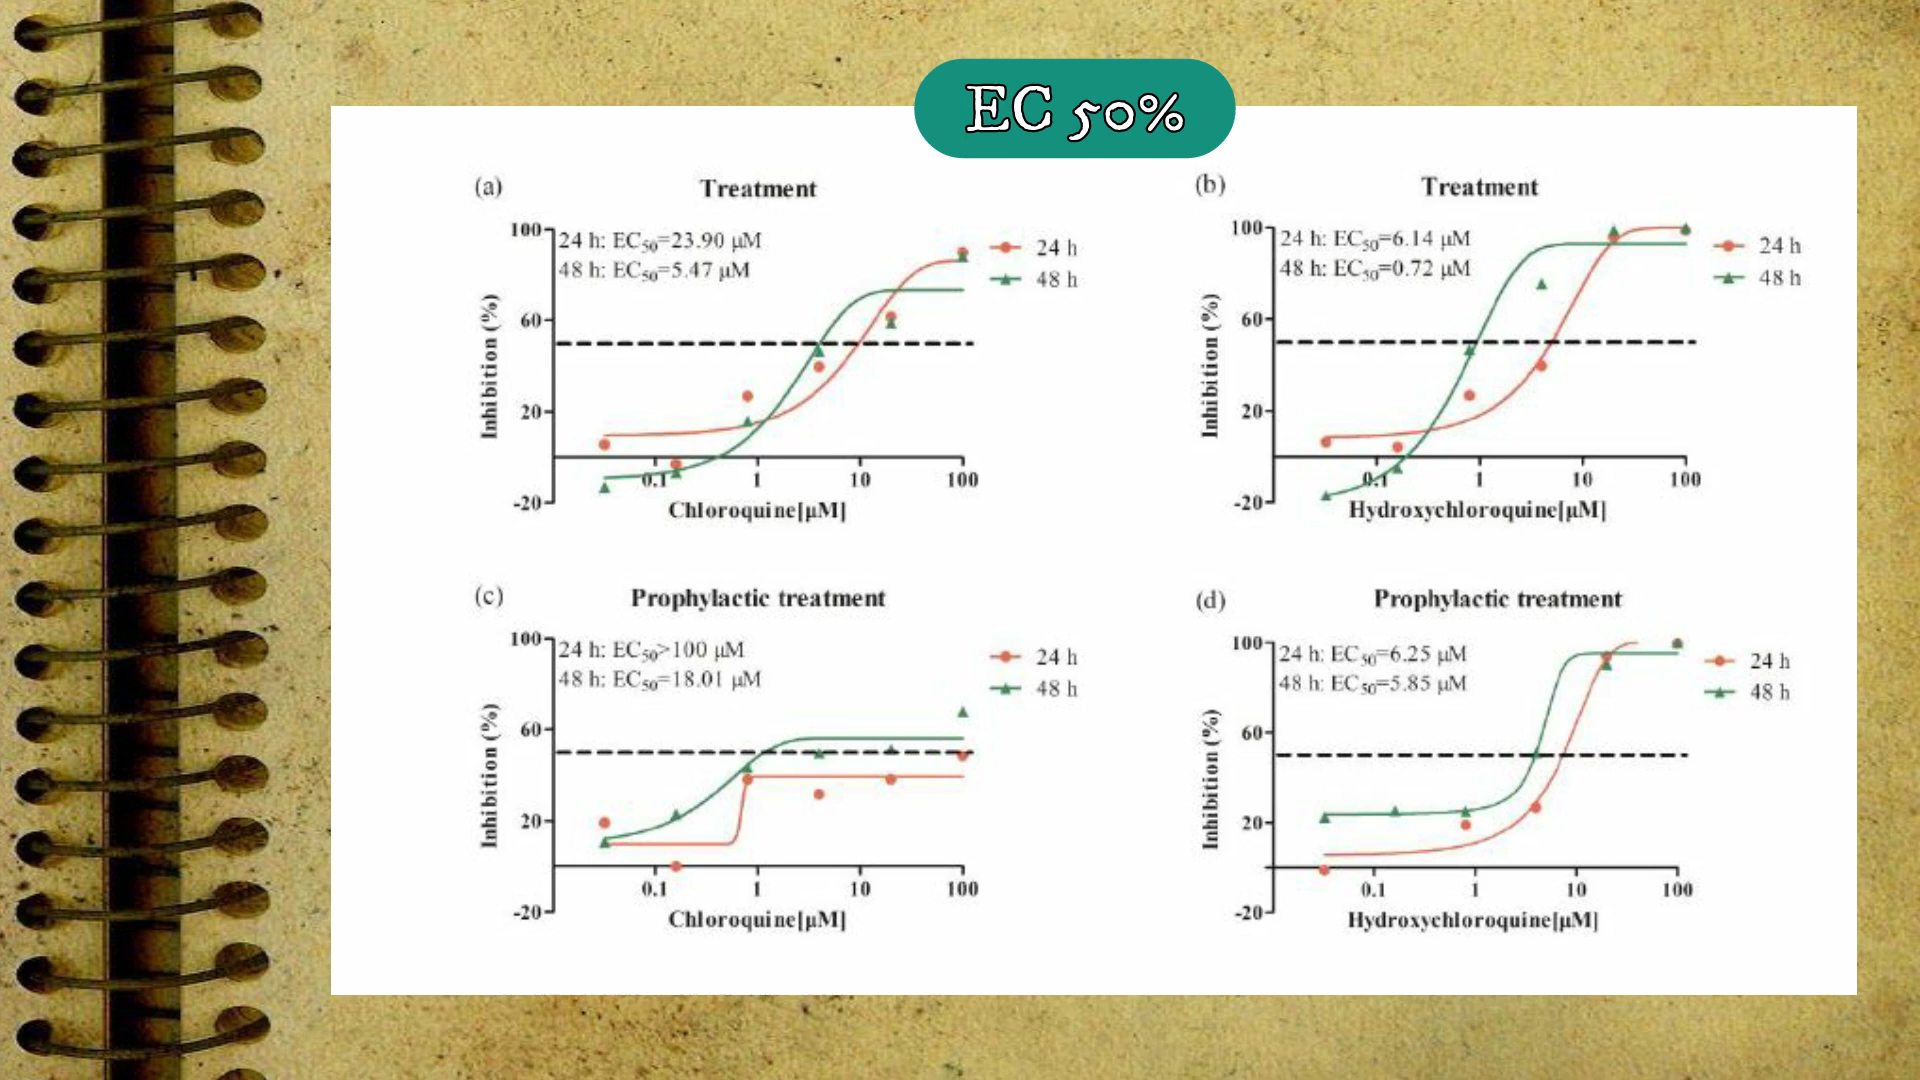 EC 50%
(a)
Treatment
24 h: EC50=23.90 μM
48 h: EC50=5.47 μM
24 h
48 h
100
60
20
-20
Inhibition (%)
0.1
1
10
100
Chloroquine[μM]
(b)
Treatment
24 h: EC50=6.14 μM
48 h: EC50=0.72 μM
24 h
48 h
100
60
20
-20
Inhibition (%)
0.1
1
10
100
Hydroxychloroquine[μM]
(c)
Prophylactic treatment
24 h: EC50>100 μM
48 h: EC50=18.01 μM
24 h
48 h
100
60
20
-20
Inhibition (%)
0.1
1
10
100
Chloroquine[μM]
(d)
Prophylactic treatment
24 h: EC50=6.25 μM
48 h: EC50=5.85 μM
24 h
48 h
100
60
20
-20
Inhibition (%)
0.1
1
10
100
Hydroxychloroquine[μM]